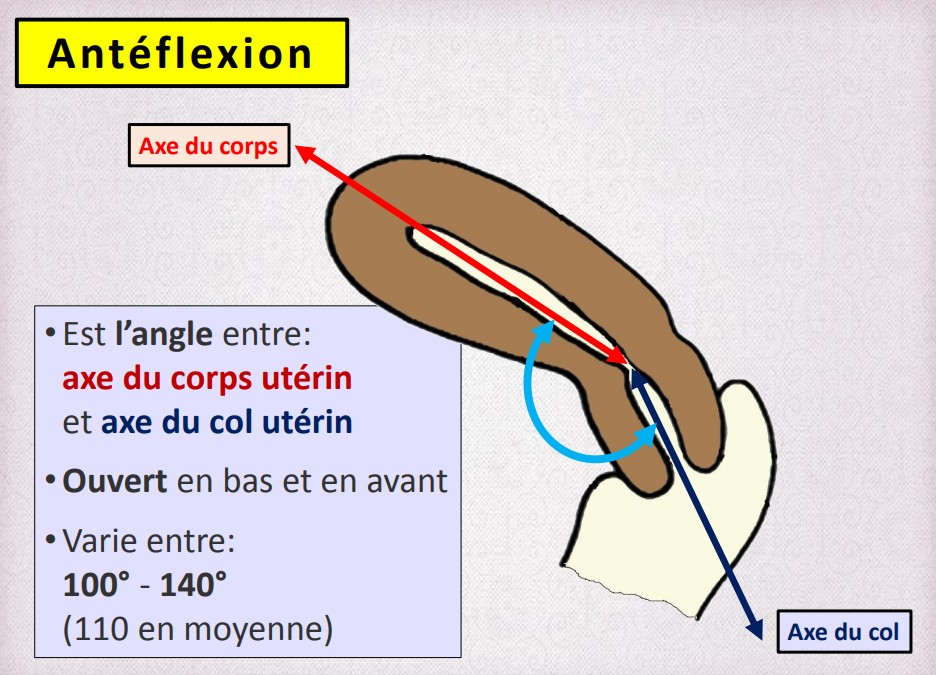 Antéflexion
Axe du corps
• Est l’angle entre:
axe du corps utérin
et axe du col utérin
• Ouvert en bas et en avant
• Varie entre:
100° - 140°
(110 en moyenne)
Axe du col